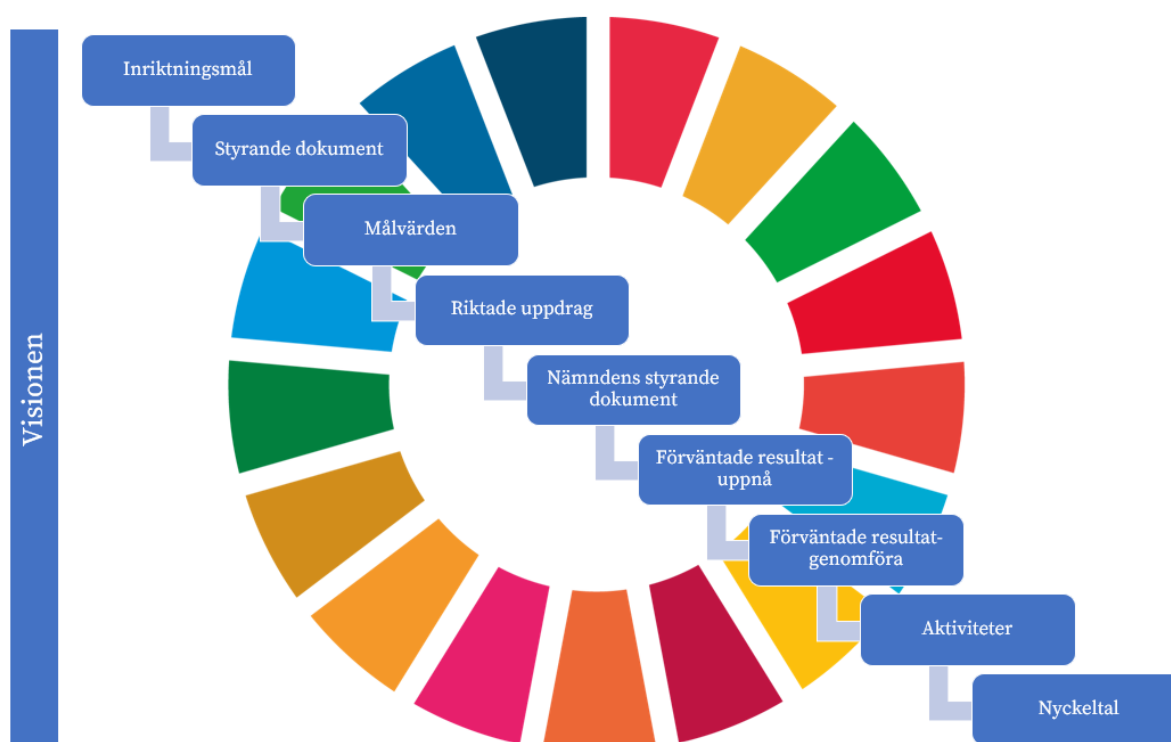 Visionen
Inriktningsmål
Styrande dokument
Målvärden
Riktade uppdrag
Nämndens styrande
dokument
Förväntade resultat -
uppnå
Förväntade resultat-
genomföra
Aktiviteter
Nyckeltal